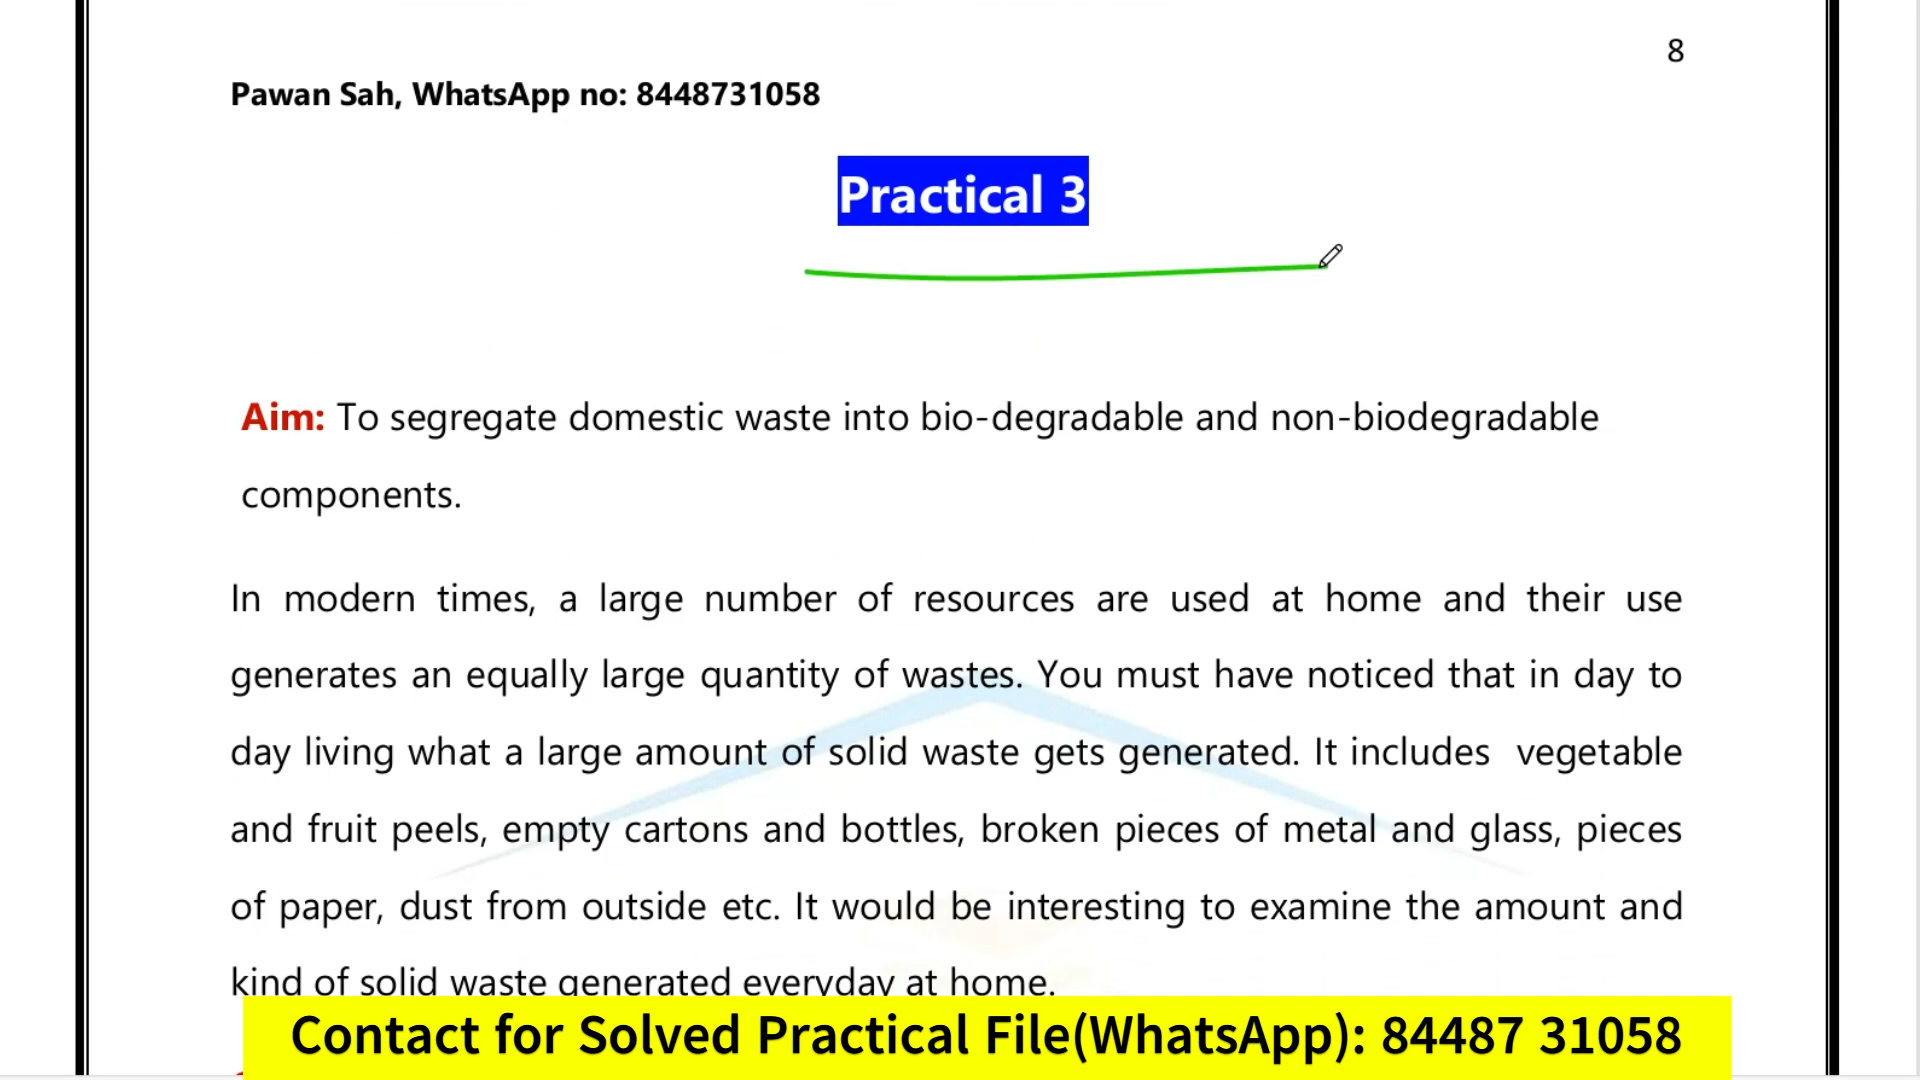 8
Pawan Sah, WhatsApp no: 8448731058
Practical 3
Aim: To segregate domestic waste into bio-degradable and non-biodegradable
components.
In modern times, a large number of resources are used at home and their use
generates an equally large quantity of wastes. You must have noticed that in day to
day living what a large amount of solid waste gets generated. It includes vegetable
and fruit peels, empty cartons and bottles, broken pieces of metal and glass, pieces
of paper, dust from outside etc. It would be interesting to examine the amount and
kind of solid waste generated everyday at home.
Contact for Solved Practical File(WhatsApp): 84487 31058